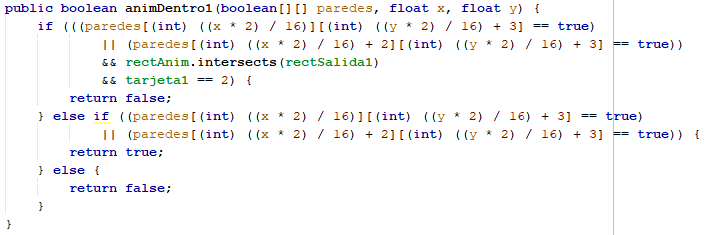 public boolean animDentro1(boolean[][] paredes, float x, float y) {
    if (((paredes[(int) ((x * 2) / 16)][(int) ((y * 2) / 16) + 3] == true)
            || (paredes[(int) ((x * 2) / 16) + 2][(int) ((y * 2) / 16) + 3] == true))
            && rectAnim.intersects(rectSalida1)
            && tarjeta1 == 2) {
        return false;
    } else if ((paredes[(int) ((x * 2) / 16)][(int) ((y * 2) / 16) + 3] == true)
            || (paredes[(int) ((x * 2) / 16) + 2][(int) ((y * 2) / 16) + 3] == true)) {
        return true;
    } else {
        return false;
    }
}